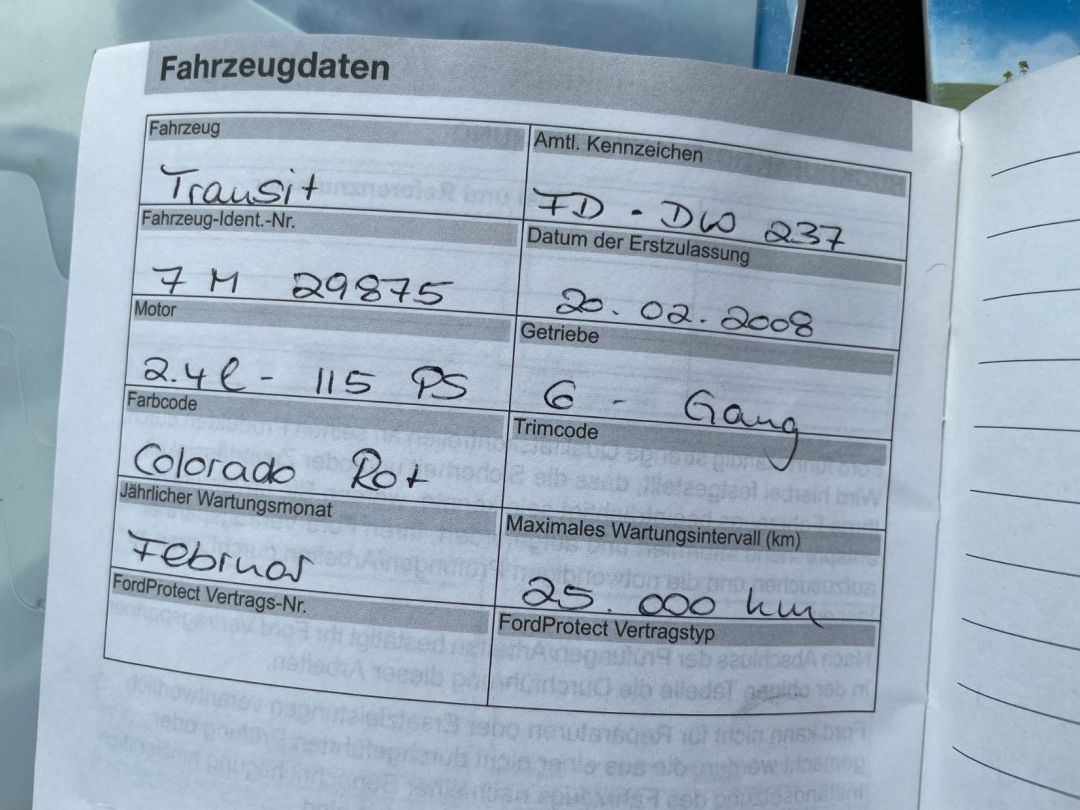 Fahrzeugdaten
Fahrzeug
Transit
Amtl. Kennzeichen
FD - DW 237
Fahrzeug-Ident.-Nr.
7 M 29875
Datum der Erstzulassung
20.02.2008
Motor
2.4l - 115 PS
Getriebe
6 - Gang
Farbcode
Colorado Rot
Trimcode
Jährlicher Wartungsmonat
Februar
Maximales Wartungsintervall (km)
25.000 km
FordProtect Vertrags-Nr.
FordProtect Vertragstyp